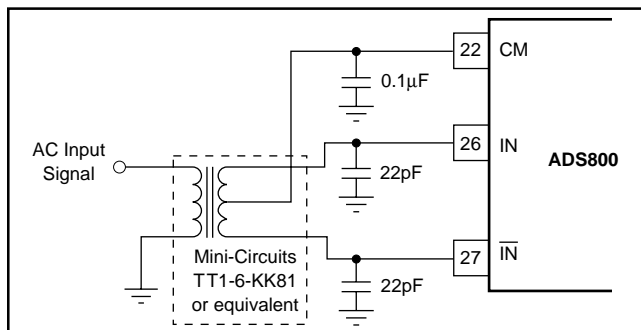 22 CM
0.1µF
AC Input
Signal
26 IN
ADS800
22pF
Mini-Circuits
TT1-6-KK81
or equivalent
27 I̅N̅
22pF